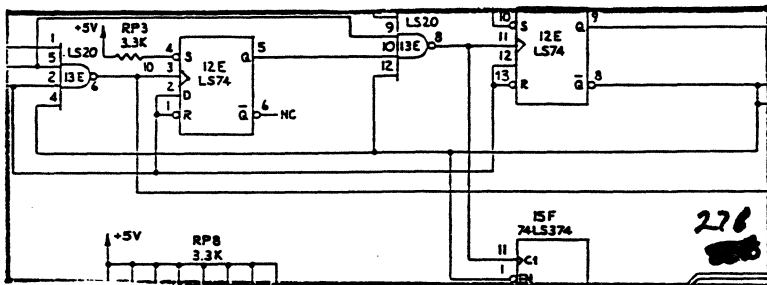 +5V
RP3
3.3K
1
LS20
5
2
4
13E
6
10
4
3
2
1
S
D
R
12E
LS74
Q
5
Q
6
NC
LS20
9
10
12
13E
8
10
11
12
13
S
R
12E
LS74
Q
9
Q
8
+5V
RP8
3.3K
15F
74LS374
11
C1
1
EN